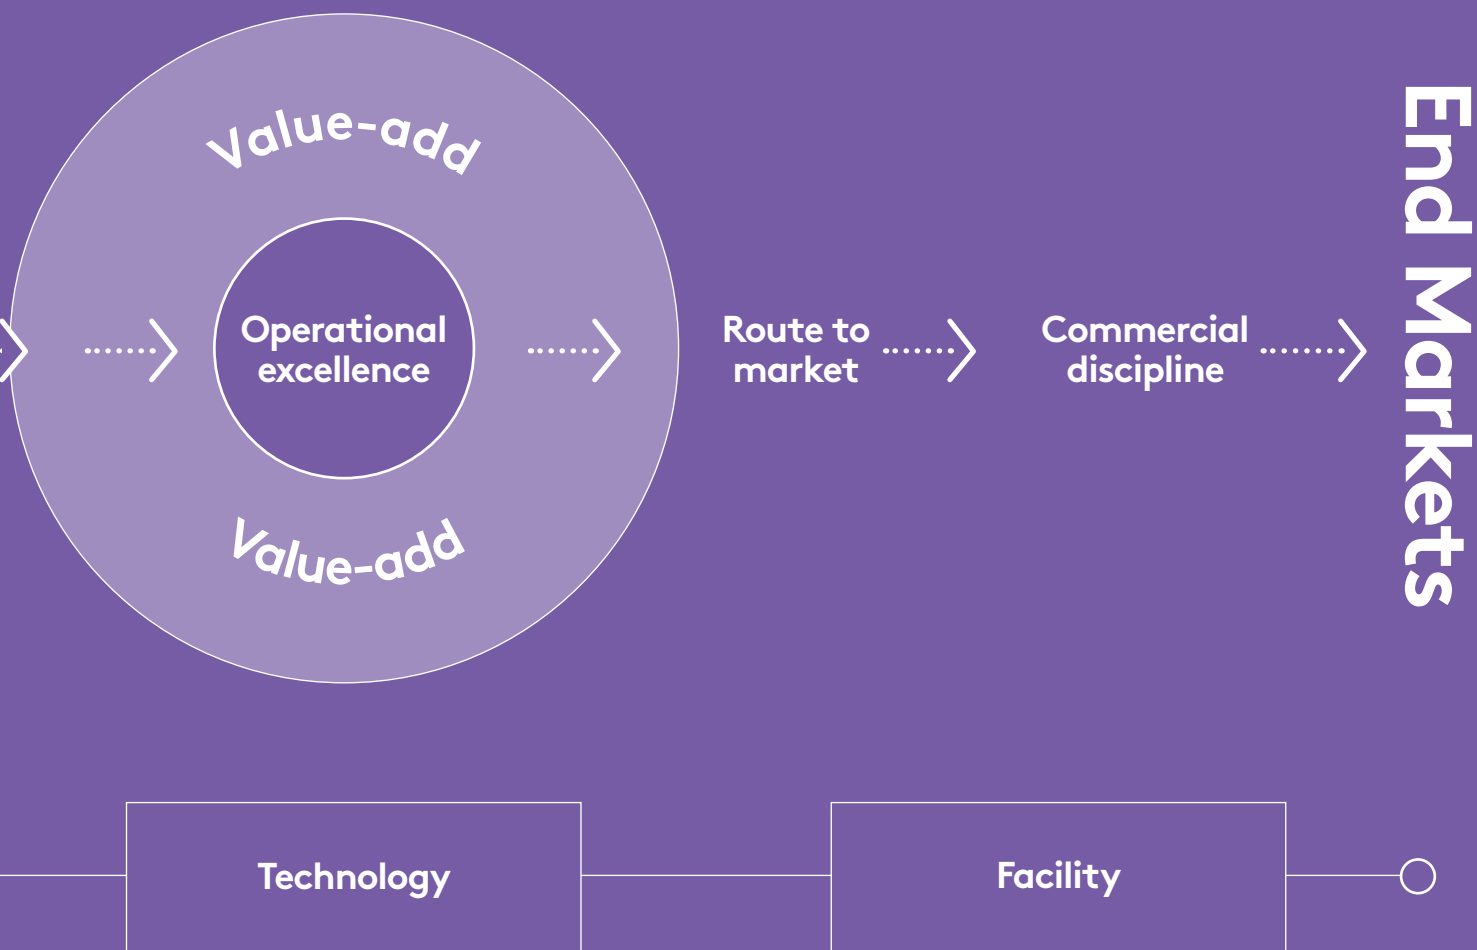 Value-add
Operational
excellence
Value-add
Route to
market
Commercial
discipline
End Markets
Technology
Facility